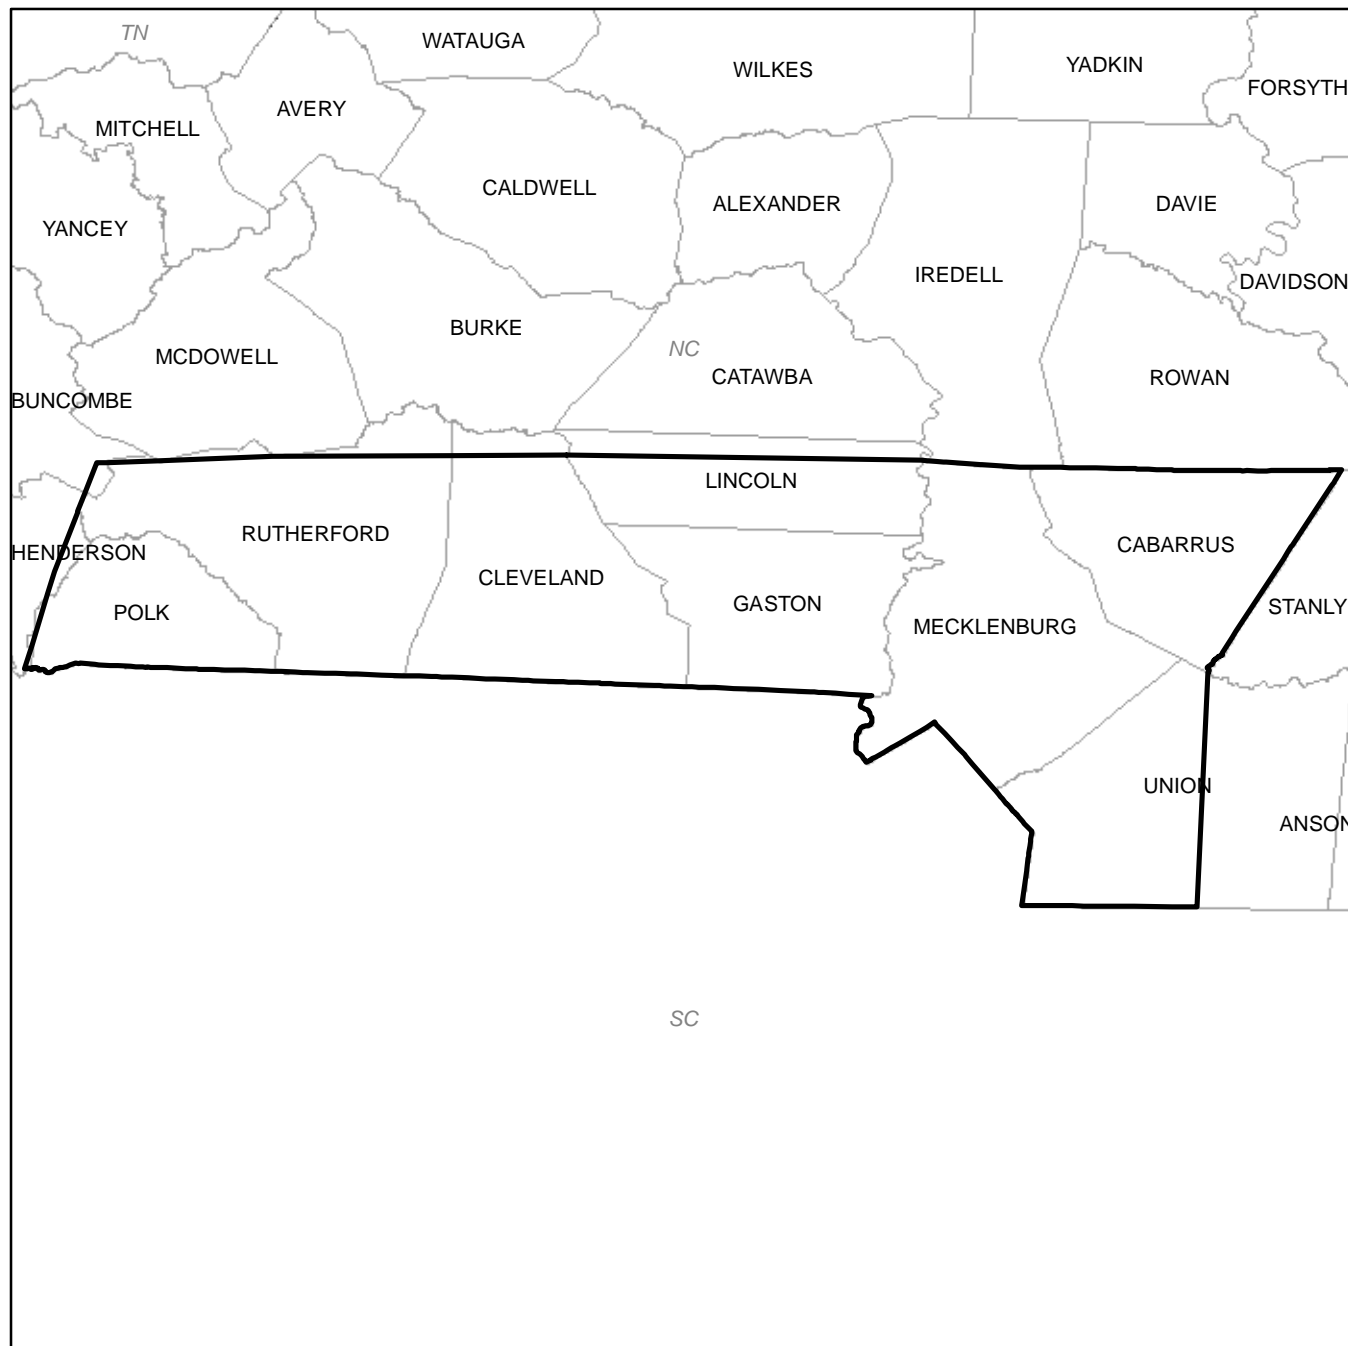 TN
WATAUGA
WILKES
YADKIN
FORSYTH
AVERY
MITCHELL
CALDWELL
ALEXANDER
DAVIE
YANCEY
IREDELL
DAVIDSON
BURKE
NC
MCDOWELL
CATAWBA
ROWAN
BUNCOMBE
LINCOLN
RUTHERFORD
CABARRUS
HENDERSON
CLEVELAND
GASTON
STANLY
POLK
MECKLENBURG
UNION
ANSON
SC